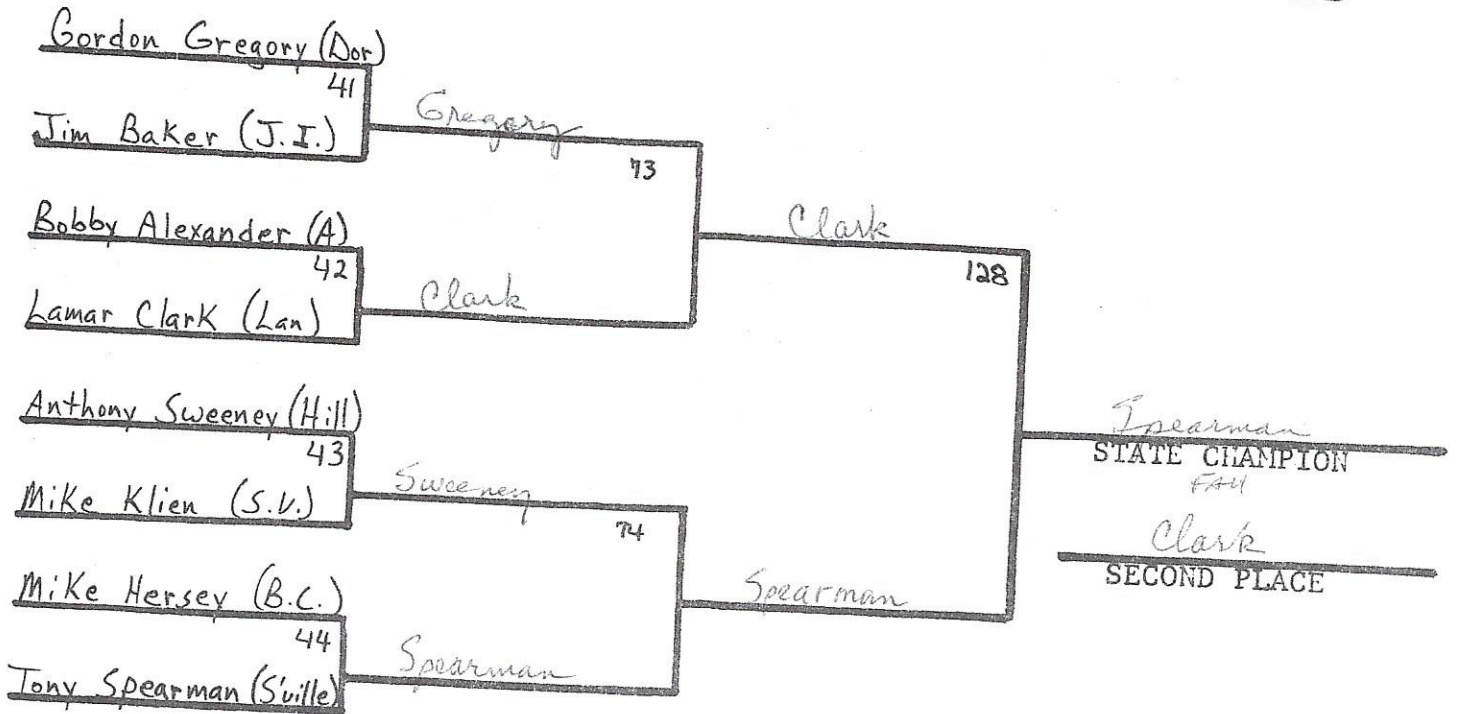 Gordon Gregory (Dor)
41
Jim Baker (J.I.)
Gregory
73
Bobby Alexander (A)
42
Lamar Clark (Lan)
Clark
Clark
128
Anthony Sweeney (Hill)
43
Mike Klien (S.V.)
Sweeney
74
Mike Hersey (B.C.)
44
Tony Spearman (S'ville)
Spearman
Spearman
Spearman
STATE CHAMPION
Clark
SECOND PLACE